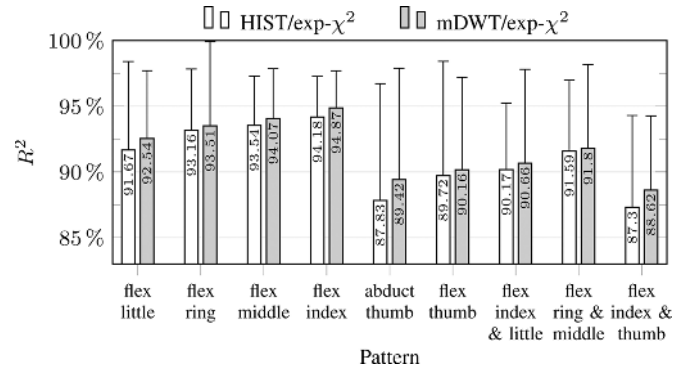 HIST/exp-χ² mDWT/exp-χ²
100 %
95 %
90 %
85 %
R²
91.67
92.54
93.16
93.51
93.54
94.07
94.18
94.87
87.83
89.42
89.72
90.16
90.17
90.66
91.59
91.8
87.3
88.62
flex little
flex ring
flex middle
flex index
abduct thumb
flex thumb
flex index & little
flex ring & middle
flex index & thumb
Pattern